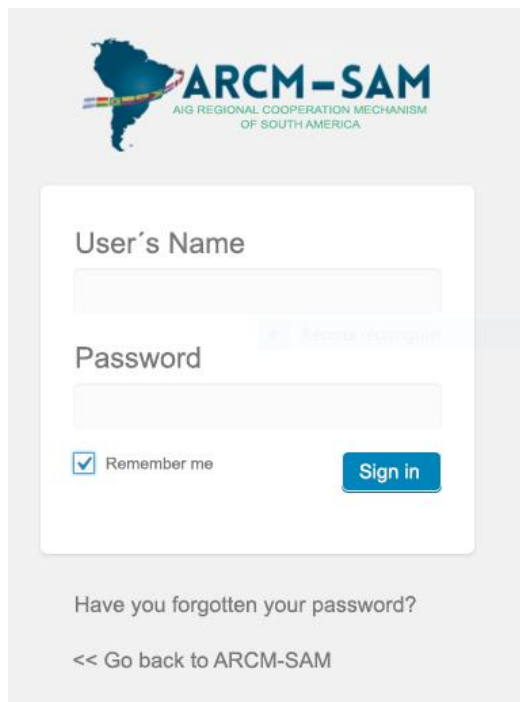 ARCM-SAM
AIG REGIONAL COOPERATION MECHANISM
OF SOUTH AMERICA
User´s Name
Password
Remember me
Sign in
Have you forgotten your password?
<< Go back to ARCM-SAM